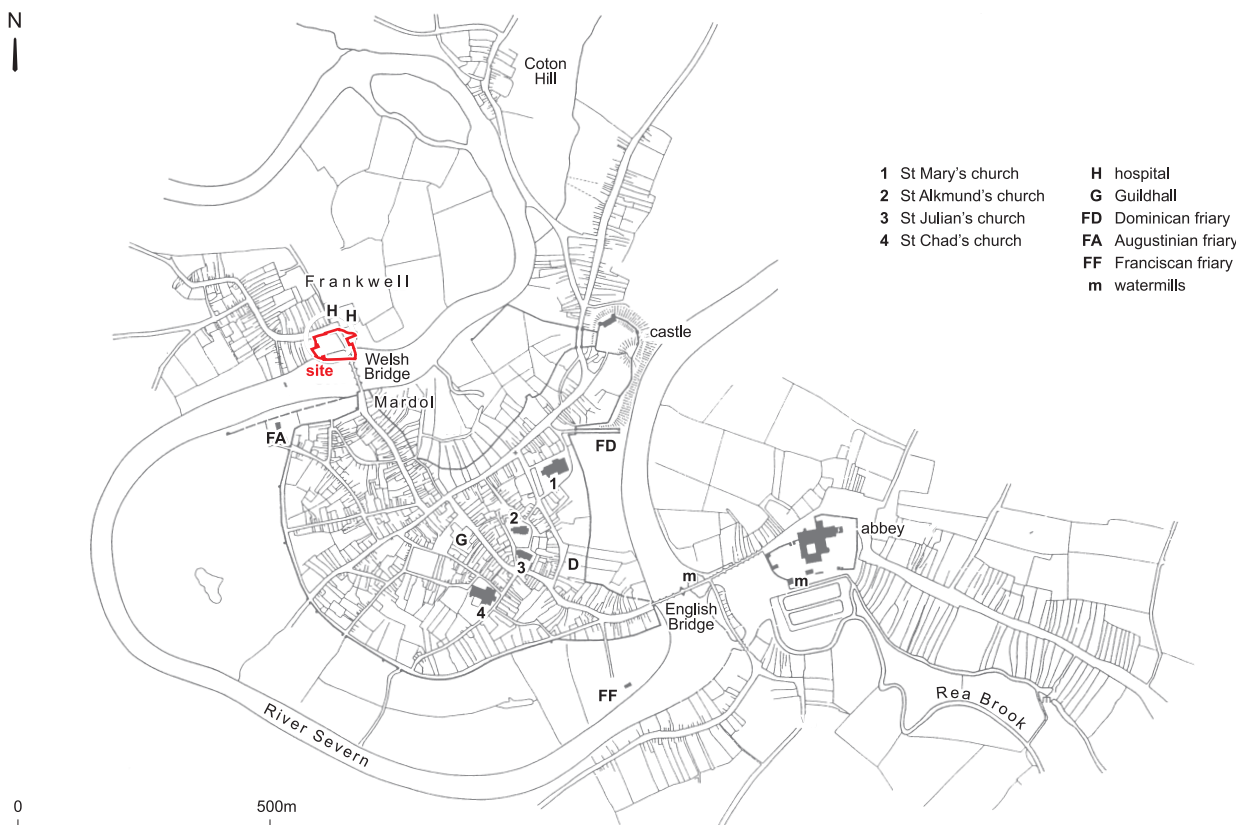 N
Coton
Hill
1 St Mary's church
2 St Alkmund's church
3 St Julian's church
4 St Chad's church
H hospital
G Guildhall
FD Dominican friary
FA Augustinian friary
FF Franciscan friary
m watermills
Frankwell
H
H
castle
site
Welsh
Bridge
Mardol
FA
FD
1
2
abbey
G
3
D
m
m
4
English
Bridge
FF
Rea Brook
River Severn
m
0 500m